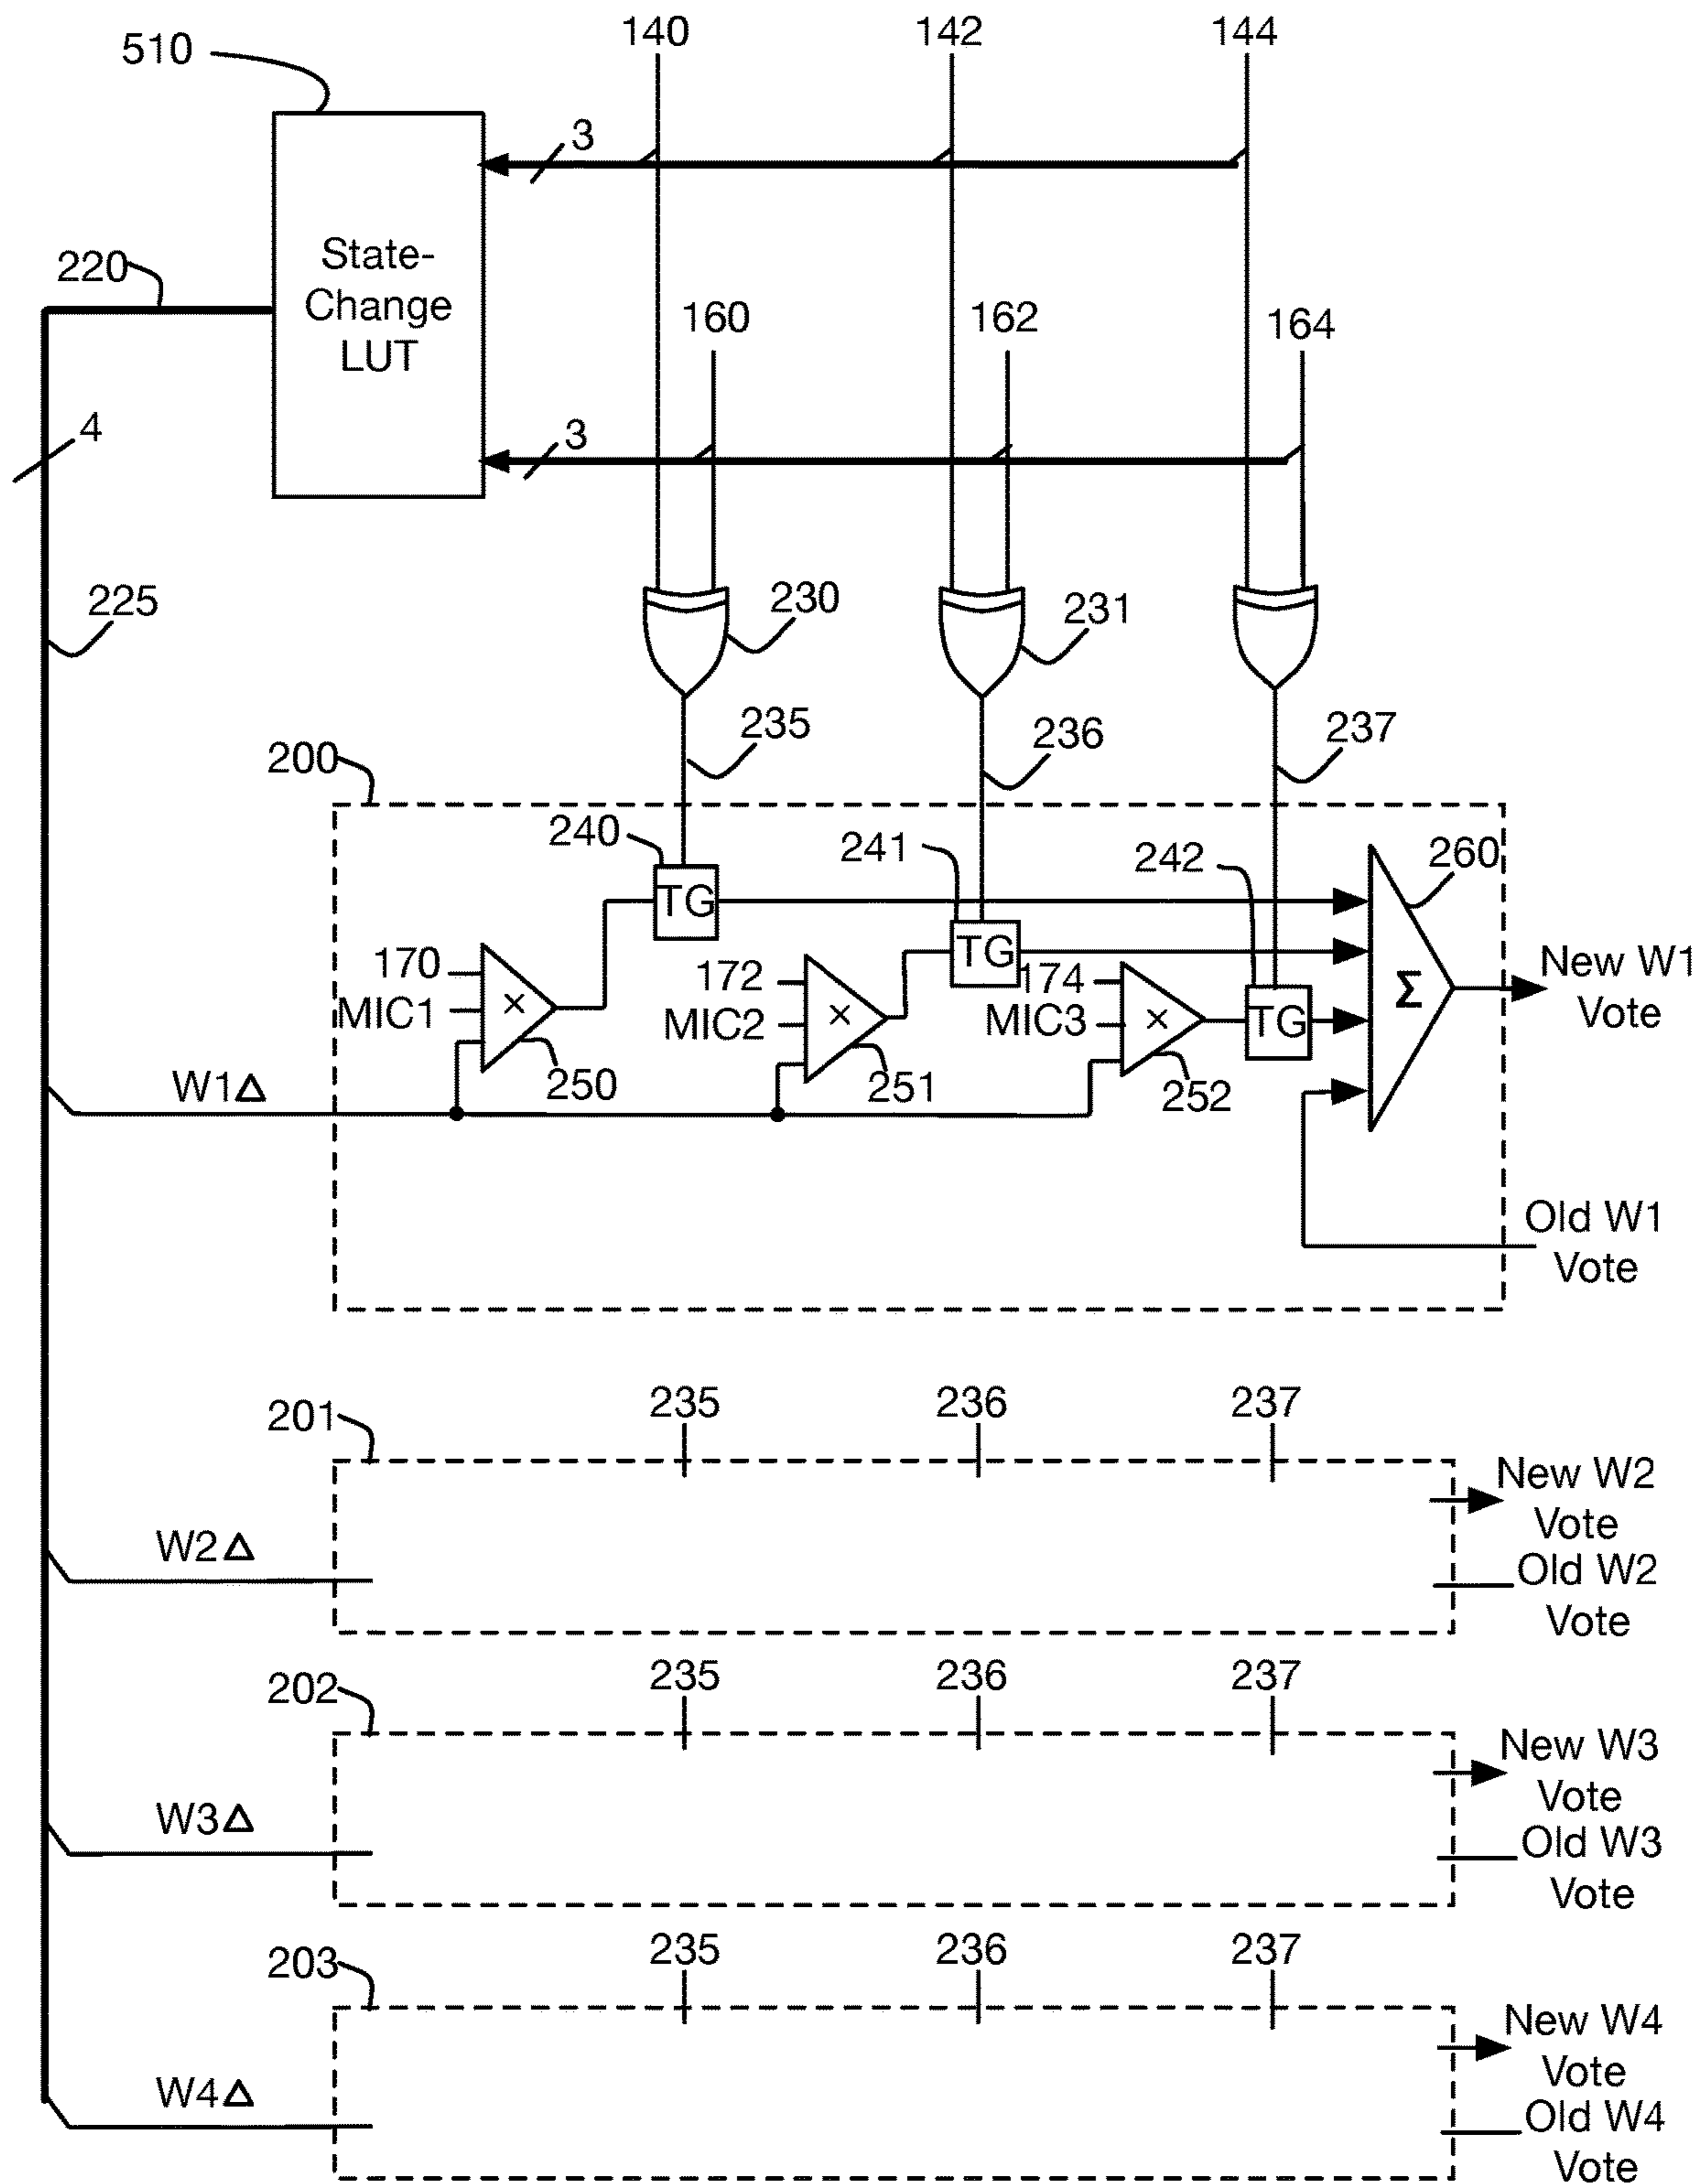 510
140
142
144
3
State-
Change
LUT
220
160
162
164
4
3
225
230
231
235
236
237
200
240
241
242
260
TG
TG
TG
170
MIC1
×
250
172
MIC2
×
251
174
MIC3
×
252
Σ
New W1
Vote
W1Δ
Old W1
Vote
201
235
236
237
New W2
Vote
W2Δ
Old W2
Vote
202
235
236
237
New W3
Vote
W3Δ
Old W3
Vote
203
235
236
237
New W4
Vote
W4Δ
Old W4
Vote